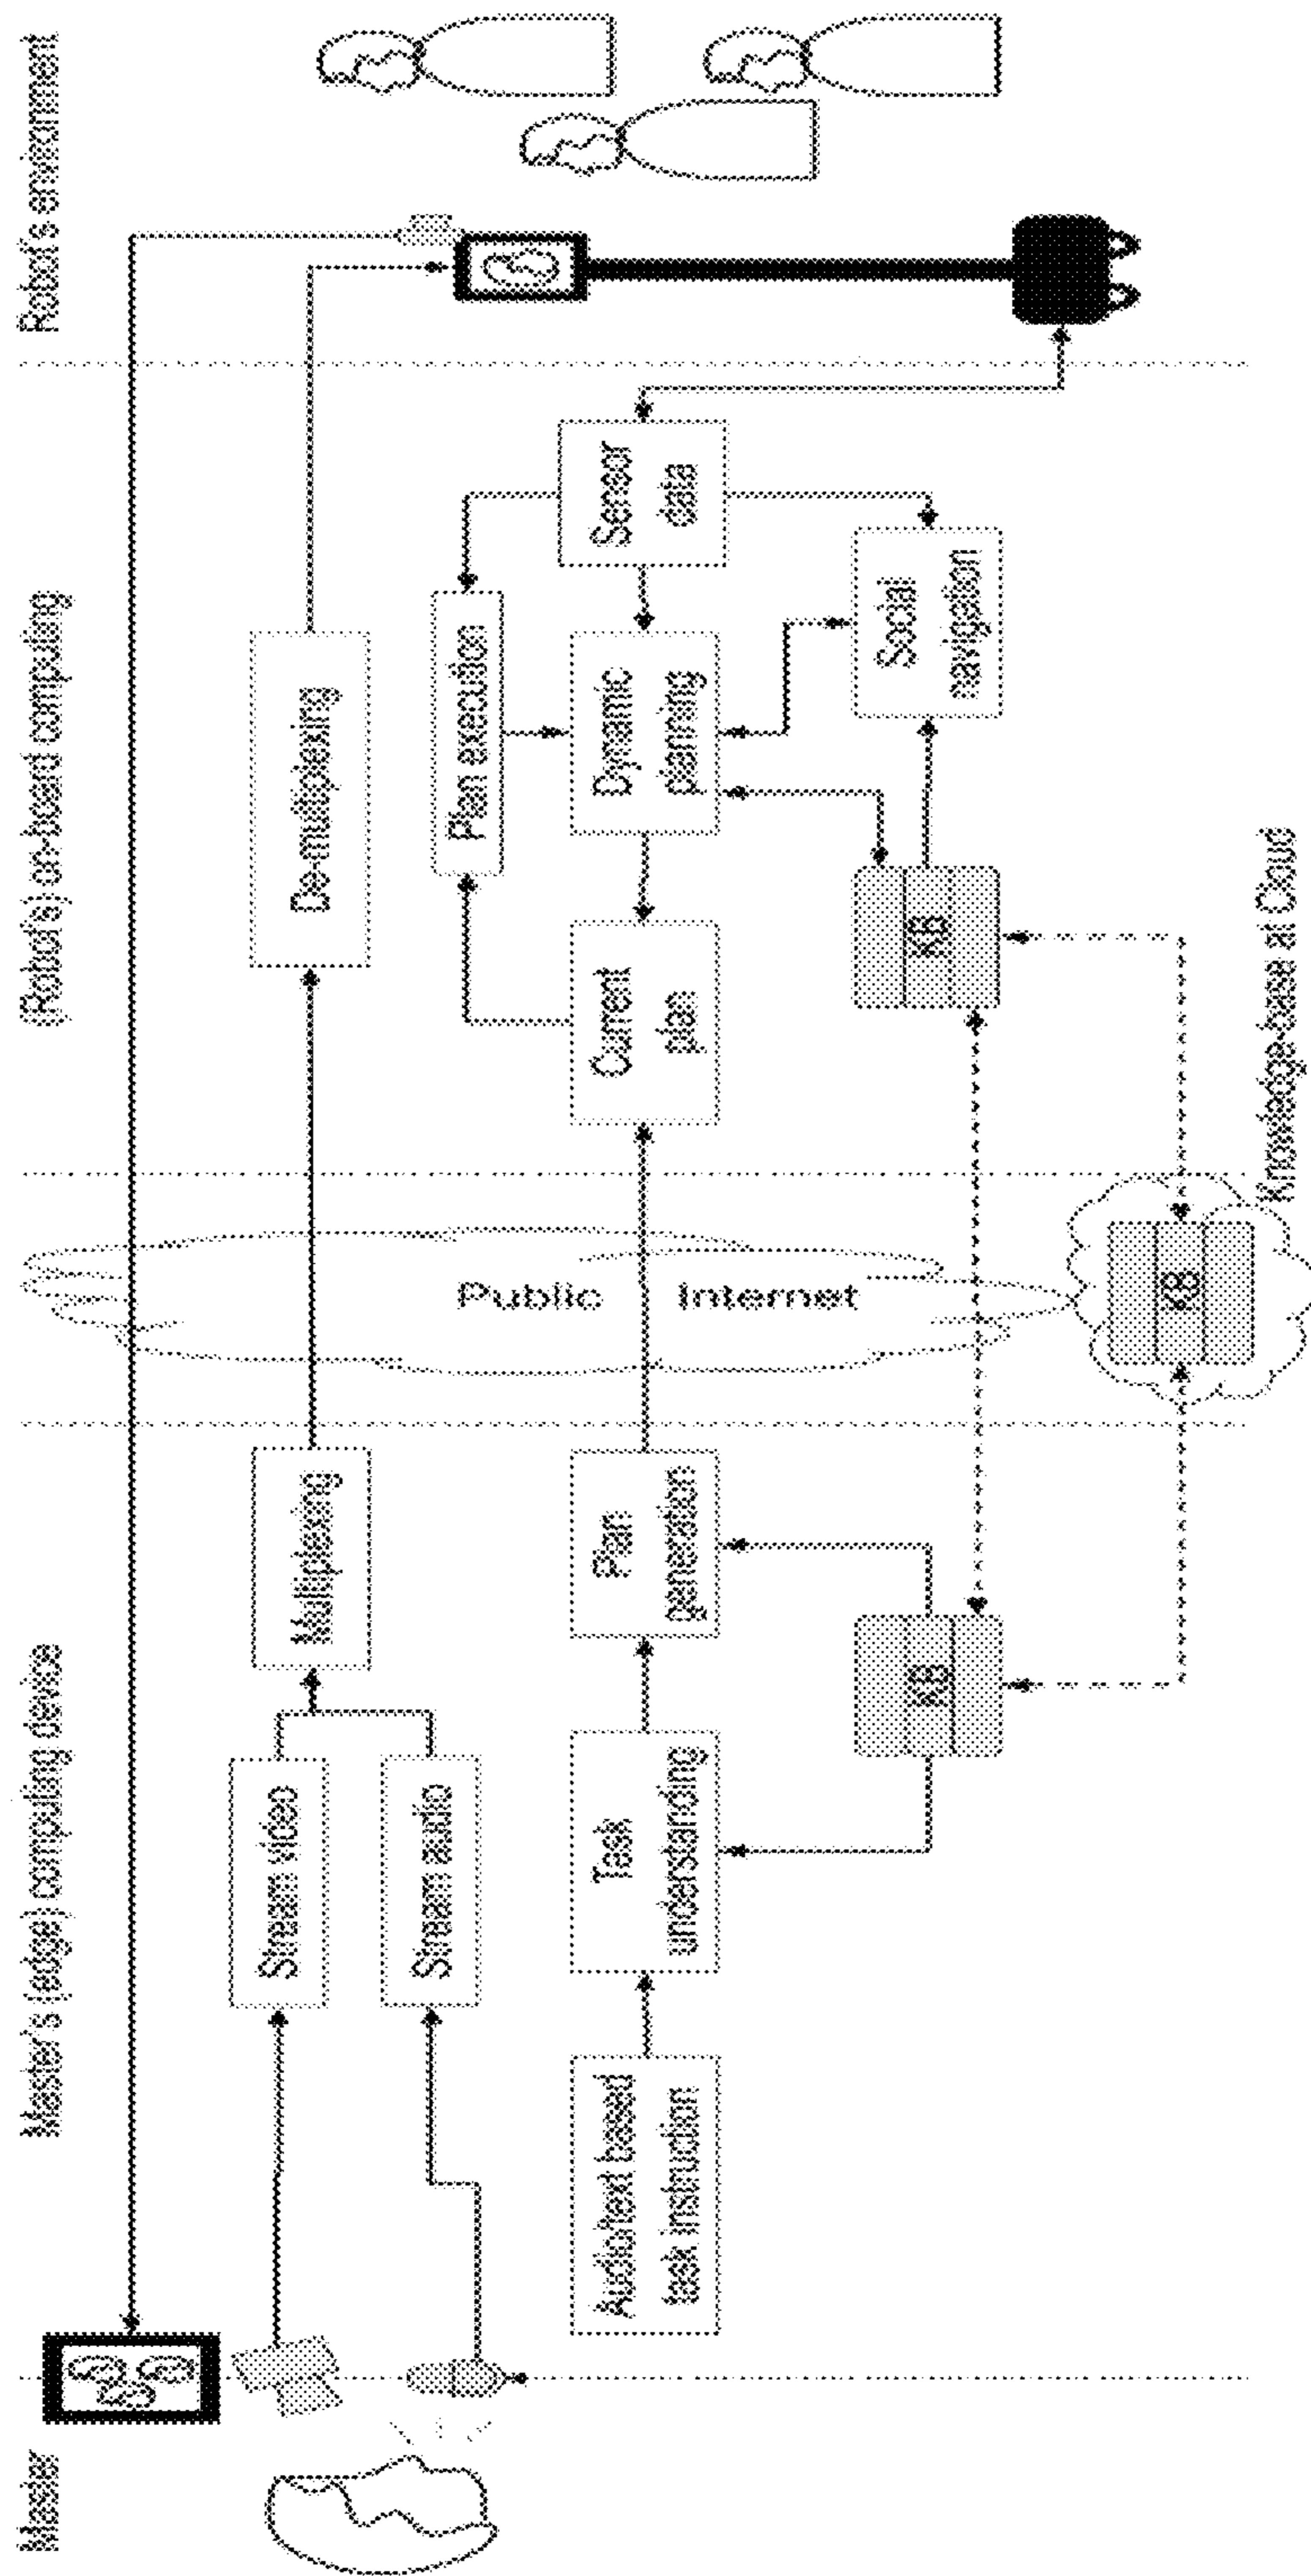 Master
Master's (edge) computing device
(Robot's) on-board computing
Robot's environment
Stream video
Stream audio
Multiplexing
De-multiplexing
Audio/text based
task instruction
Task
understanding
Plan
generation
Public Internet
Current
plan
Plan execution
Dynamic
planning
Sensor
data
Social
navigation
KB
KB
KB
Knowledge-base at Cloud